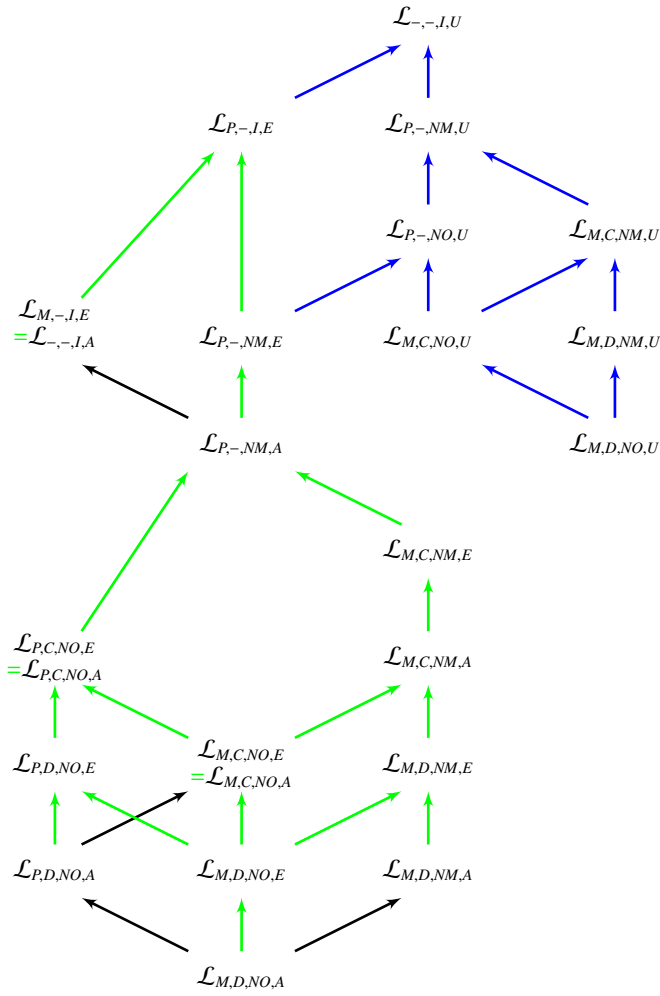 ℒ−,−,I,U
ℒP,−,I,E
ℒP,−,NM,U
ℒP,−,NO,U
ℒM,C,NM,U
ℒM,−,I,E
=ℒ−,−,I,A
ℒP,−,NM,E
ℒM,C,NO,U
ℒM,D,NM,U
ℒP,−,NM,A
ℒM,D,NO,U
ℒM,C,NM,E
ℒP,C,NO,E
=ℒP,C,NO,A
ℒM,C,NM,A
ℒP,D,NO,E
ℒM,C,NO,E
=ℒM,C,NO,A
ℒM,D,NM,E
ℒP,D,NO,A
ℒM,D,NO,E
ℒM,D,NM,A
ℒM,D,NO,A